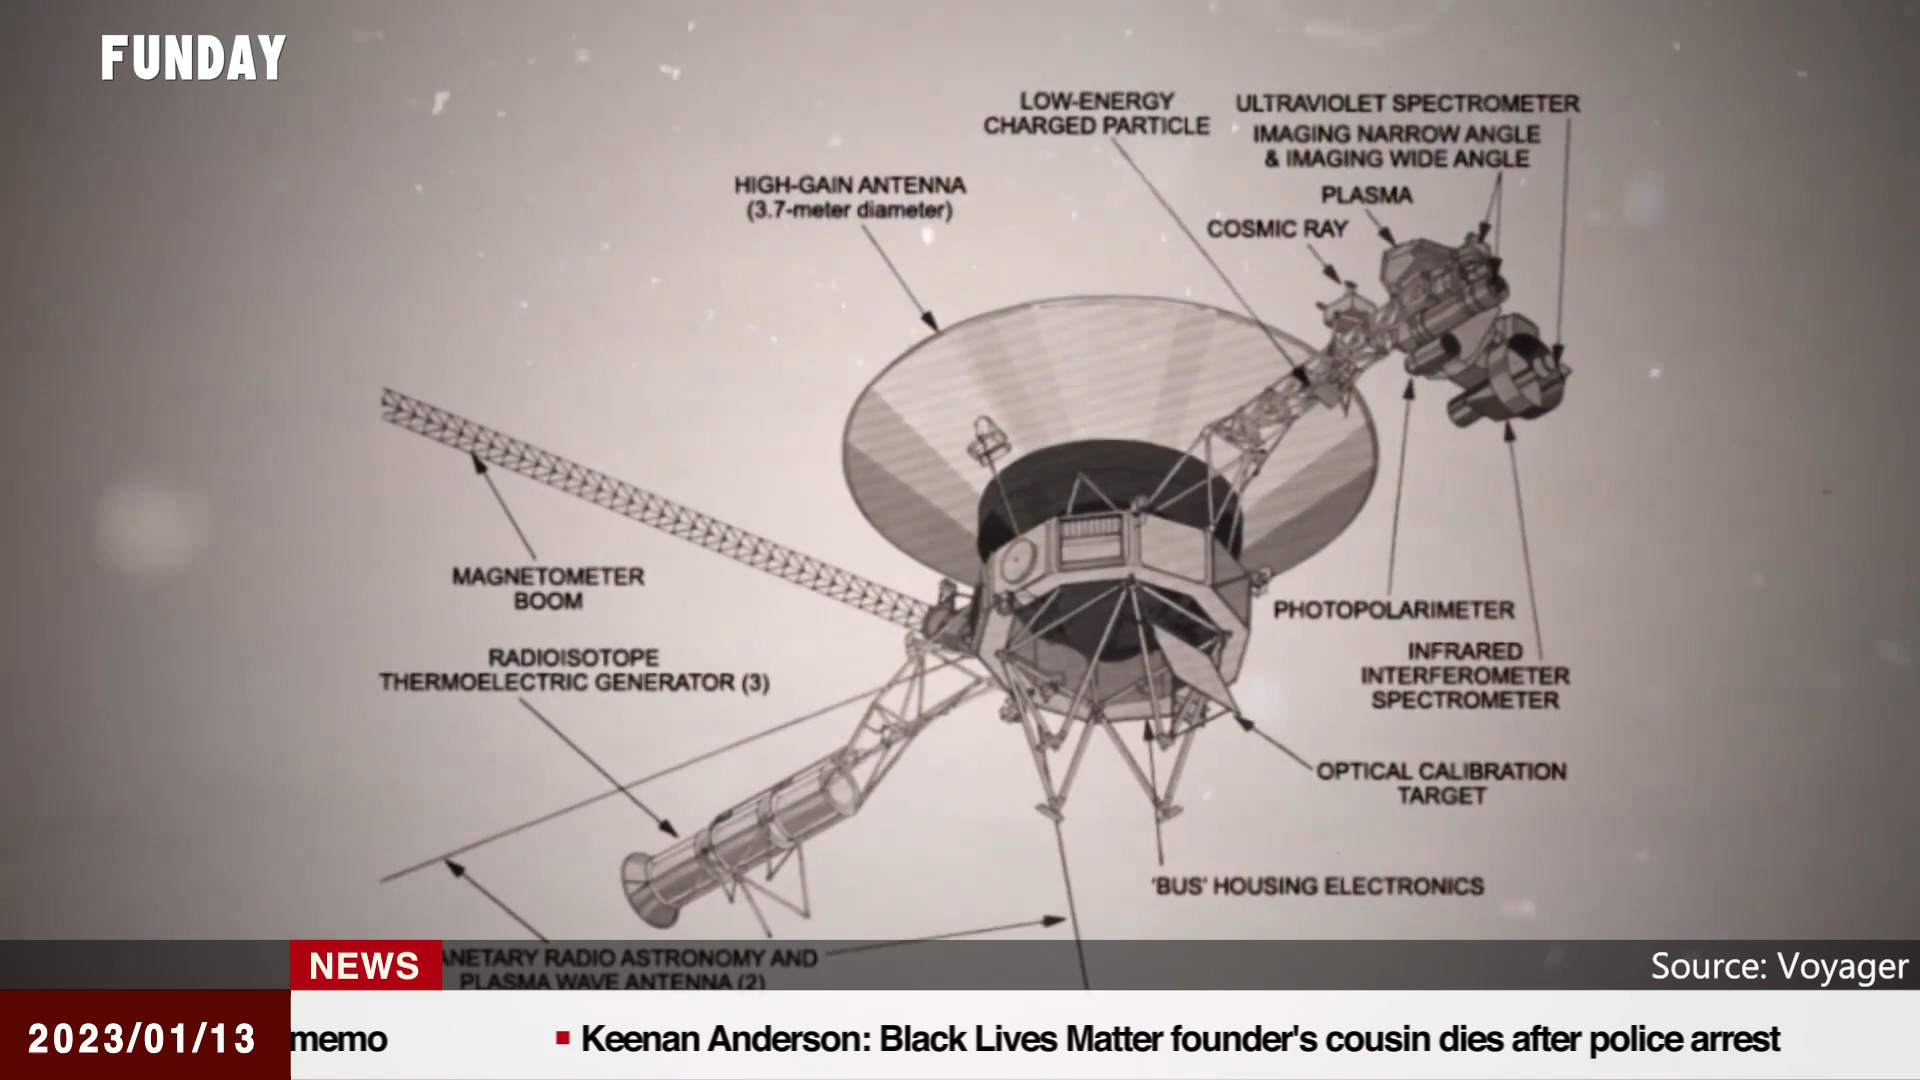 FUNDAY
LOW-ENERGY
CHARGED PARTICLE
ULTRAVIOLET SPECTROMETER
IMAGING NARROW ANGLE
& IMAGING WIDE ANGLE
PLASMA
COSMIC RAY
HIGH-GAIN ANTENNA
(3.7-meter diameter)
MAGNETOMETER
BOOM
RADIOISOTOPE
THERMOELECTRIC GENERATOR (3)
PHOTOPOLARIMETER
INFRARED
INTERFEROMETER
SPECTROMETER
OPTICAL CALIBRATION
TARGET
'BUS' HOUSING ELECTRONICS
ANETARY RADIO ASTRONOMY AND
PLASMA WAVE ANTENNA (2)
NEWS
Source: Voyager
2023/01/13
memo
Keenan Anderson: Black Lives Matter founder's cousin dies after police arrest